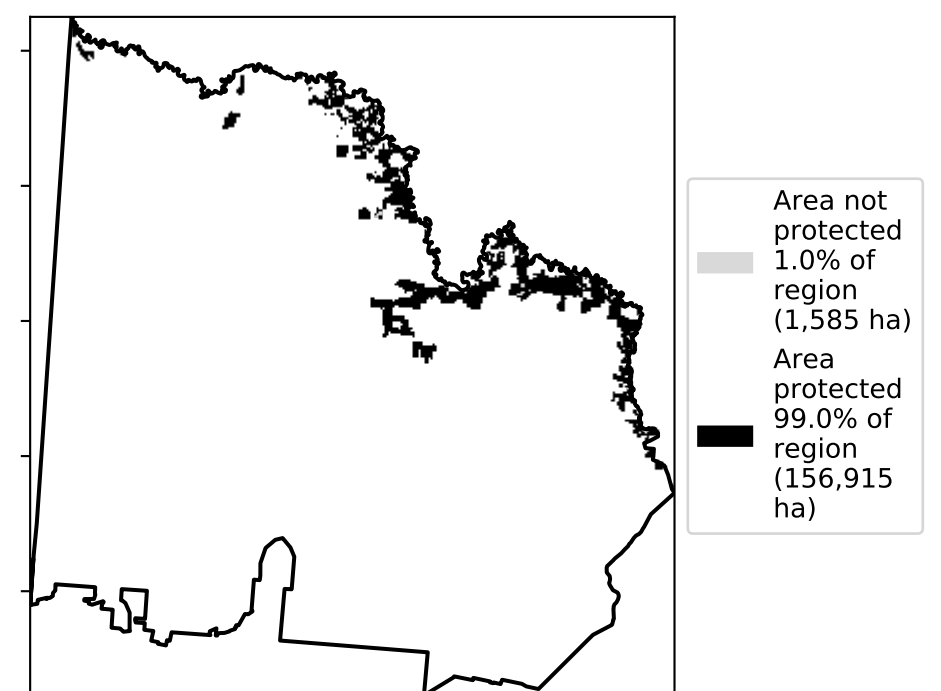 Area not
protected
1.0% of
region
(1,585 ha)
Area
protected
99.0% of
region
(156,915
ha)